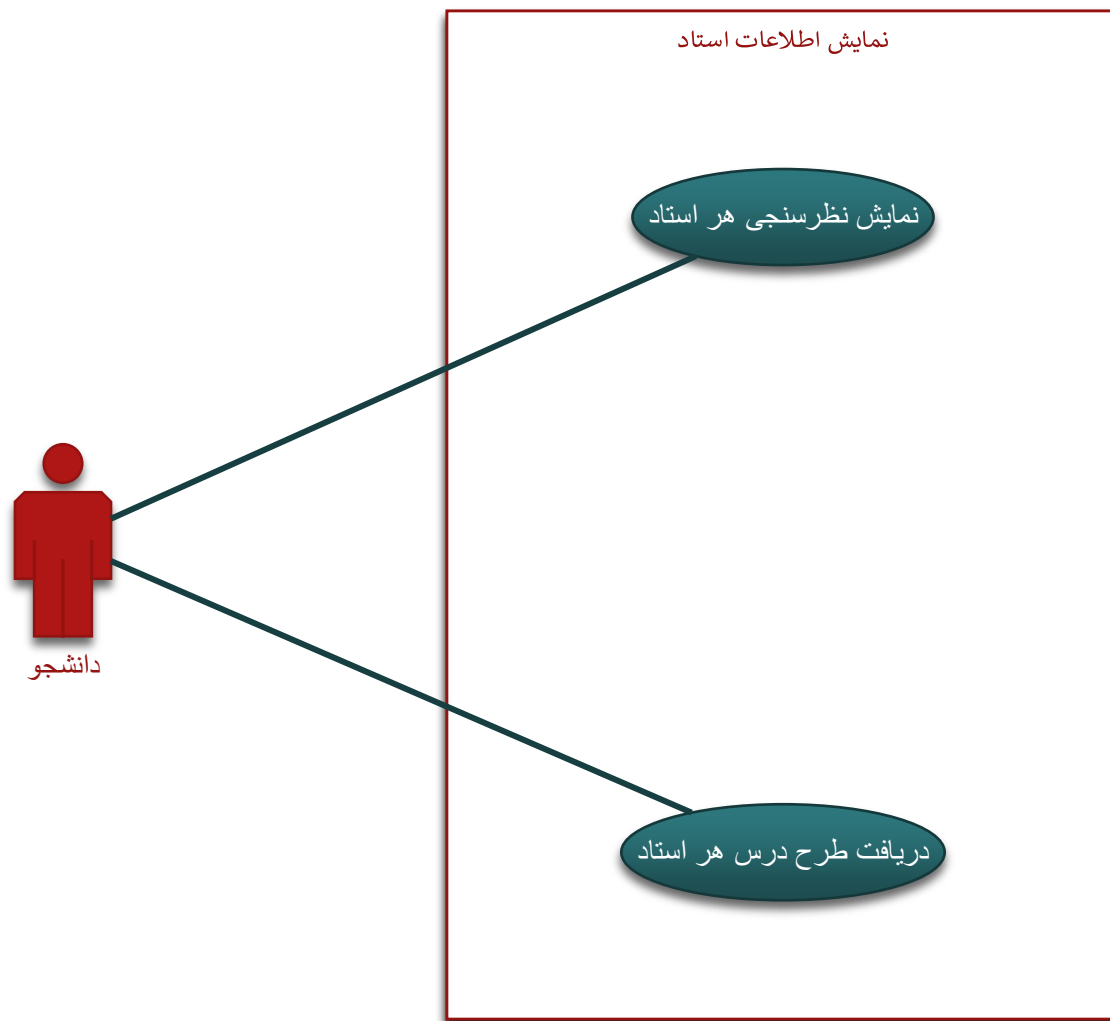 نمایش اطلاعات استاد
نمایش نظرسنجی هر استاد
دانشجو
دریافت طرح درس هر استاد